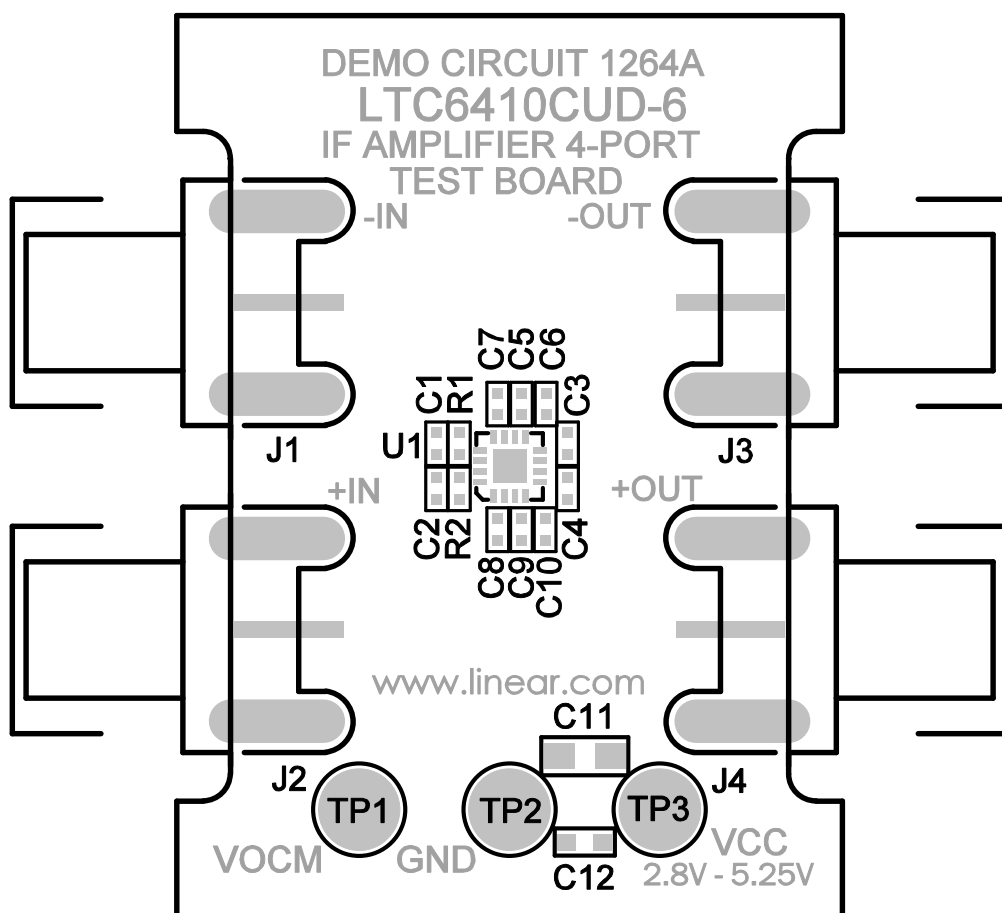 DEMO CIRCUIT 1264A
LTC6410CUD-6
IF AMPLIFIER 4-PORT
TEST BOARD
-IN
-OUT
C7
C5
C6
C1
R1
C3
U1
J1
J3
+IN
+OUT
C2
R2
C4
C8
C9
C10
www.linear.com
C11
J2
J4
TP1
TP2
TP3
VOCM
GND
VCC
C12
2.8V - 5.25V